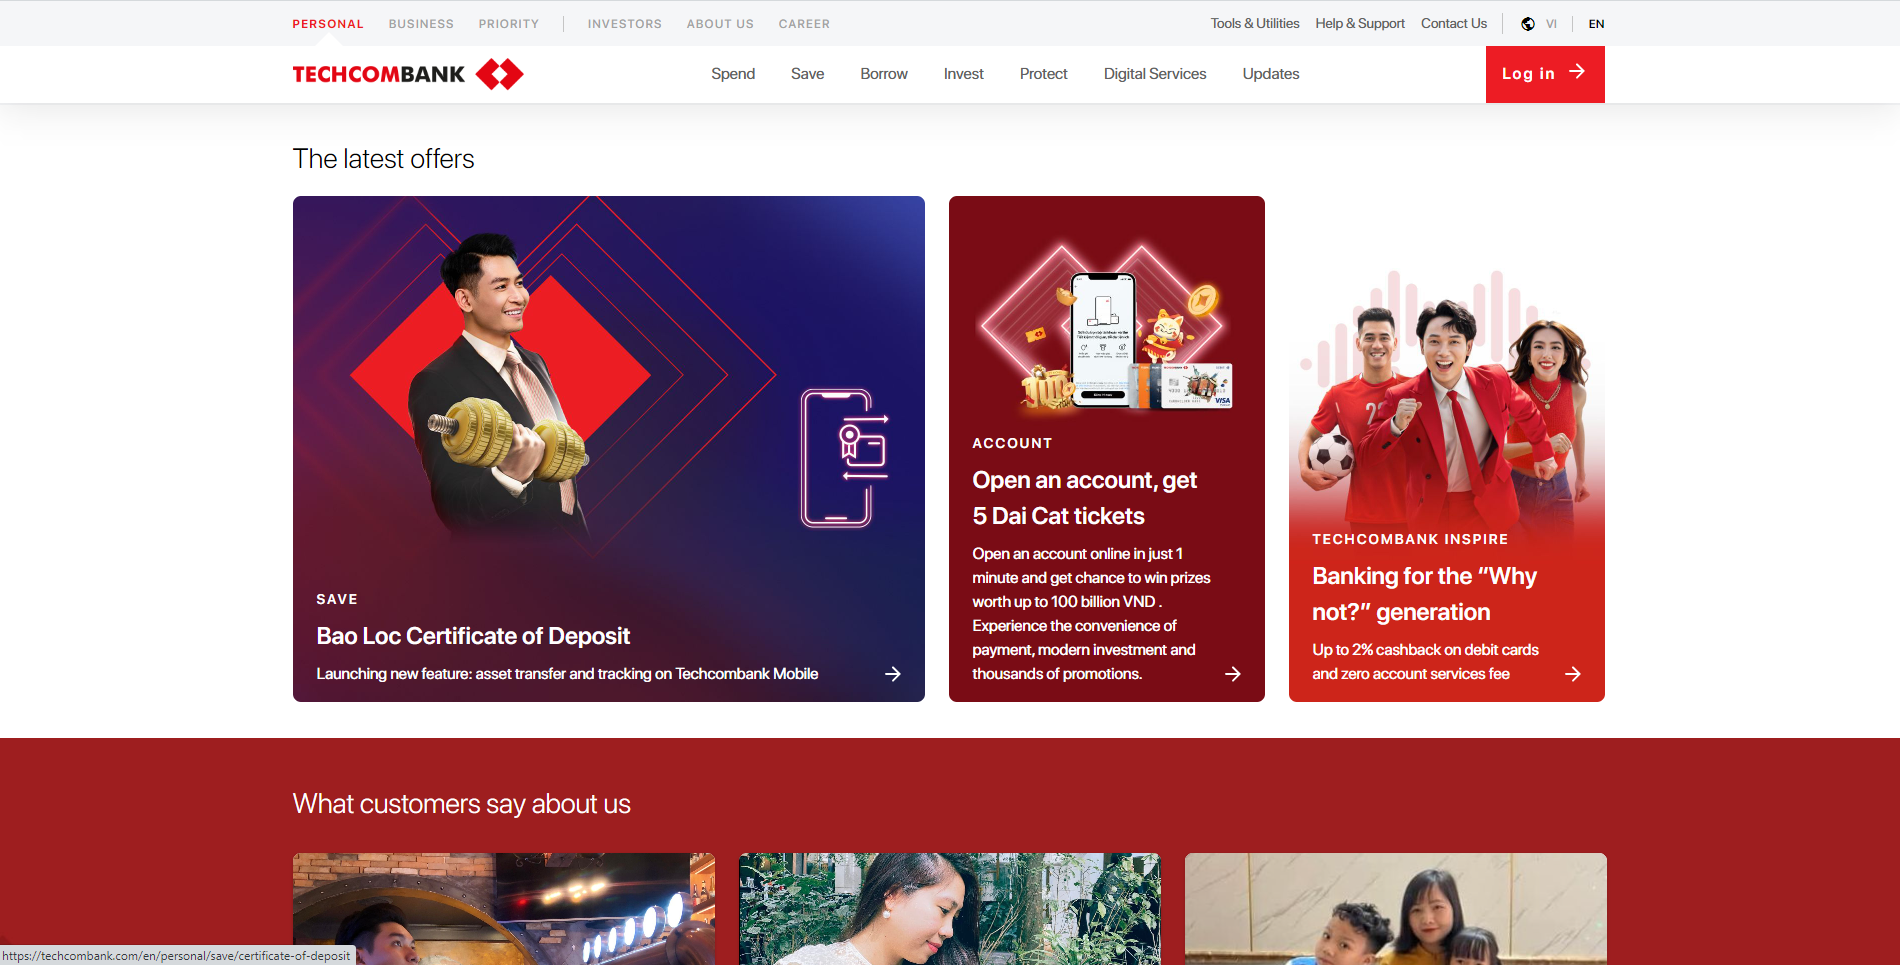 PERSONAL BUSINESS PRIORITY INVESTORS ABOUT US CAREER Tools & Utilities Help & Support Contact Us VI EN
TECHCOMBANK Spend Save Borrow Invest Protect Digital Services Updates Log in
The latest offers
SAVE
Bao Loc Certificate of Deposit
Launching new feature: asset transfer and tracking on Techcombank Mobile
VISA
ACCOUNT
Open an account, get
5 Dai Cat tickets
Open an account online in just 1
minute and get chance to win prizes
worth up to 100 billion VND .
Experience the convenience of
payment, modern investment and
thousands of promotions.
TECHCOMBANK INSPIRE
Banking for the “Why
not?” generation
Up to 2% cashback on debit cards
and zero account services fee
What customers say about us
https://techcombank.com/en/personal/save/certificate-of-deposit